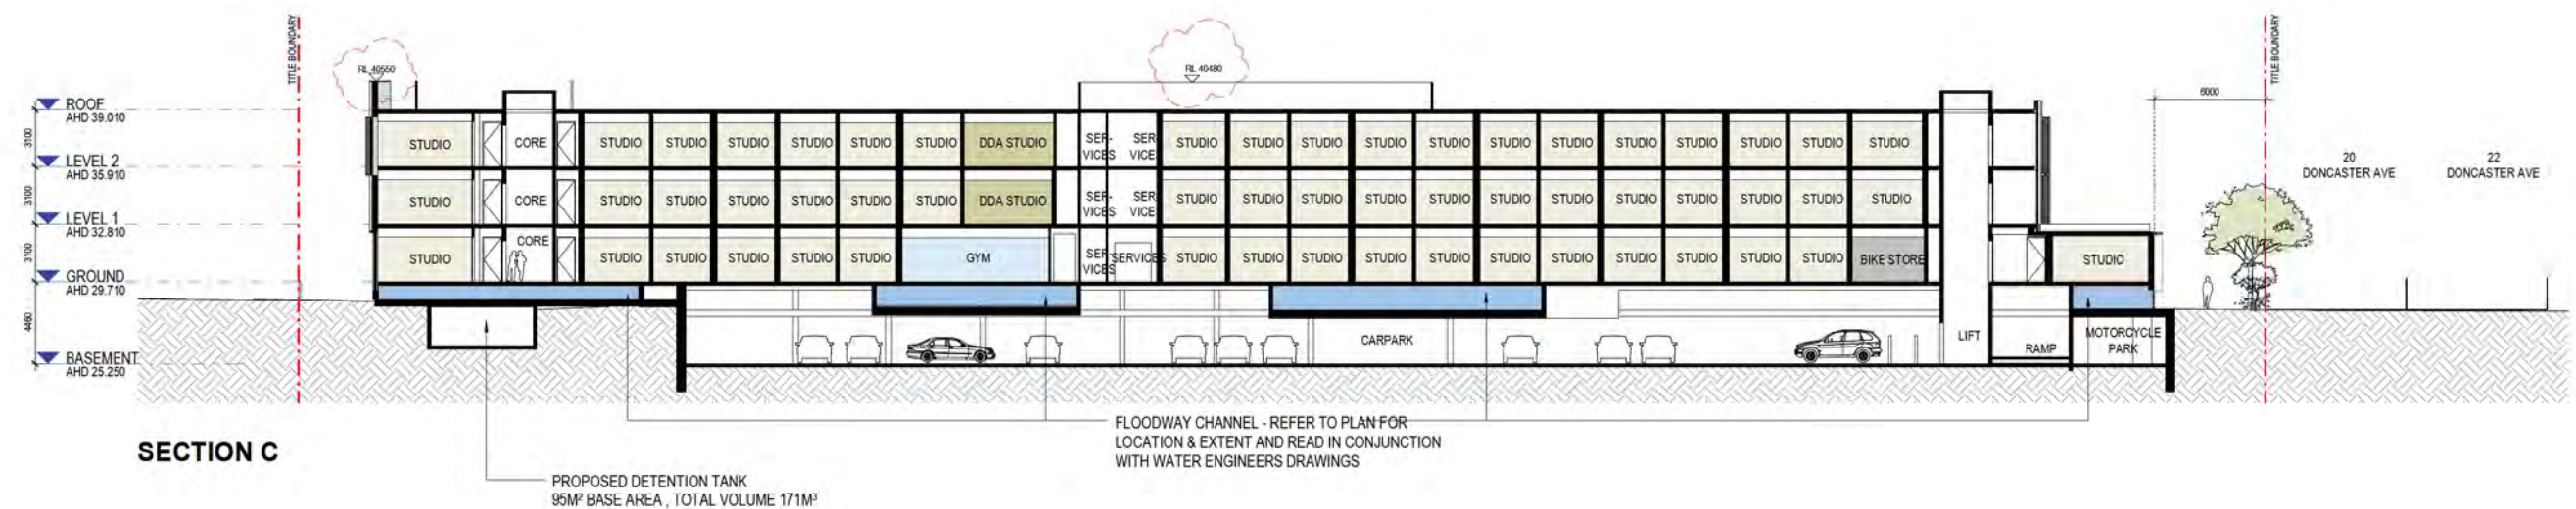 TITLE BOUNDARY
TITLE BOUNDARY
RL 40550
RL 40480
6000
ROOF
AHD 39.010
3100
STUDIO CORE STUDIO STUDIO STUDIO STUDIO STUDIO STUDIO DDA STUDIO SER- SER STUDIO STUDIO STUDIO STUDIO STUDIO STUDIO STUDIO STUDIO STUDIO STUDIO STUDIO STUDIO
VICES VICE
LEVEL 2
AHD 35.910
20
DONCASTER AVE
22
DONCASTER AVE
3100
STUDIO CORE STUDIO STUDIO STUDIO STUDIO STUDIO STUDIO DDA STUDIO SER- SER STUDIO STUDIO STUDIO STUDIO STUDIO STUDIO STUDIO STUDIO STUDIO STUDIO STUDIO STUDIO
VICES VICE
LEVEL 1
AHD 32.810
3100
CORE
STUDIO STUDIO STUDIO STUDIO STUDIO STUDIO GYM SER- SERVICES STUDIO STUDIO STUDIO STUDIO STUDIO STUDIO STUDIO STUDIO STUDIO STUDIO STUDIO BIKE STORE STUDIO
VICES
GROUND
AHD 29.710
4460
CARPARK
LIFT
RAMP
MOTORCYCLE
PARK
BASEMENT
AHD 25.250
FLOODWAY CHANNEL - REFER TO PLAN FOR
LOCATION & EXTENT AND READ IN CONJUNCTION
WITH WATER ENGINEERS DRAWINGS
SECTION C
PROPOSED DETENTION TANK
95M² BASE AREA , TOTAL VOLUME 171M³